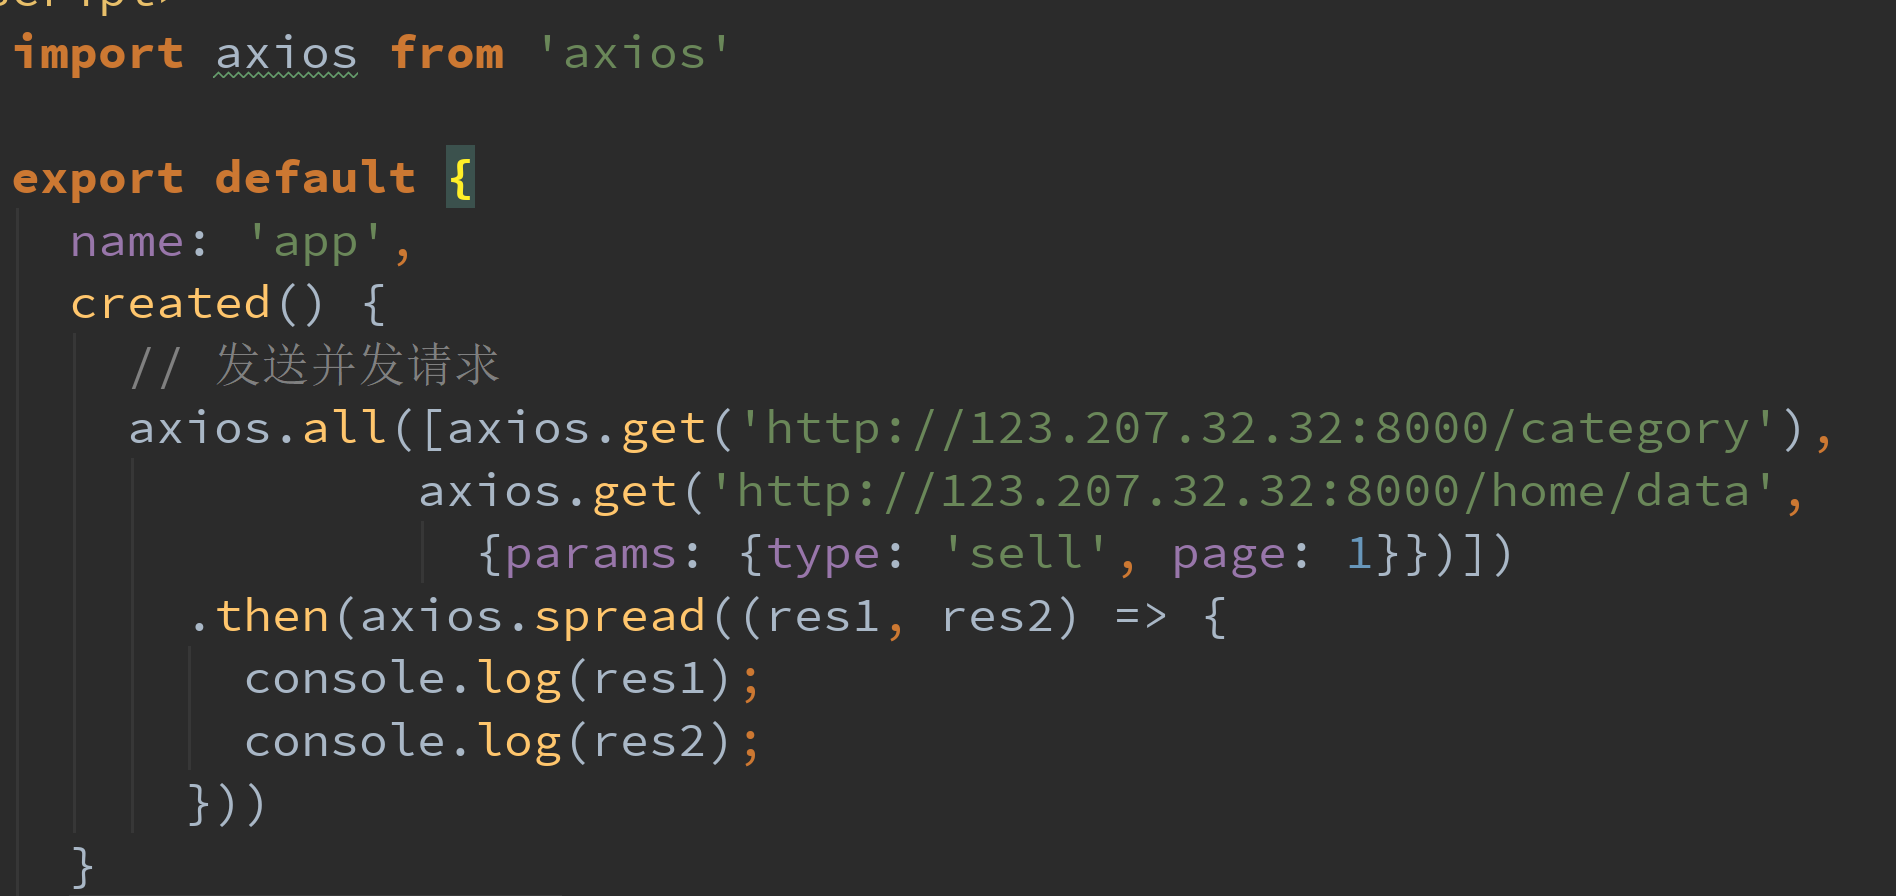 script>
import axios from 'axios'
export default {
name: 'app',
created() {
// 发送并发请求
axios.all([axios.get('http://123.207.32.32:8000/category'),
axios.get('http://123.207.32.32:8000/home/data',
{params: {type: 'sell', page: 1}})])
.then(axios.spread((res1, res2) => {
console.log(res1);
console.log(res2);
}))
}